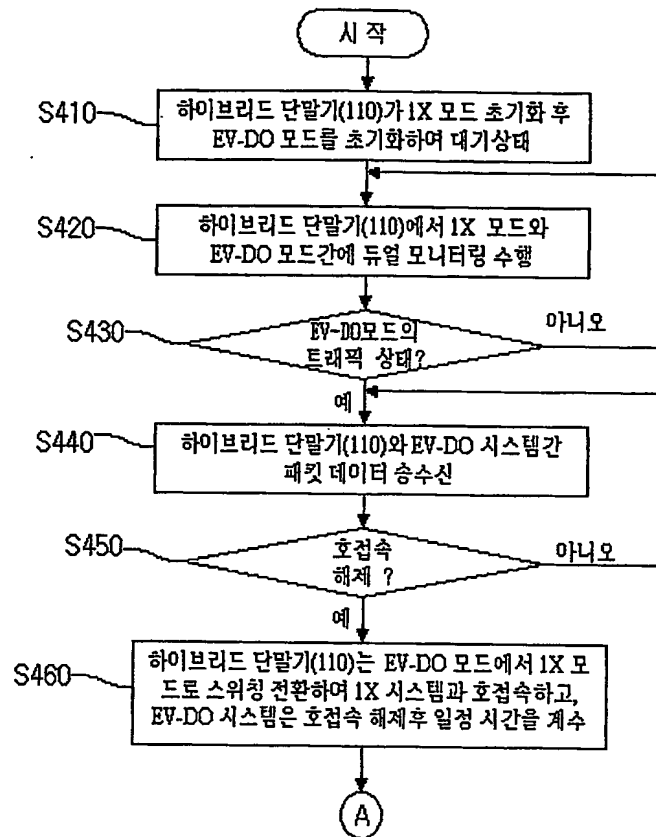 시 작
S410
하이브리드 단말기(110)가 1X 모드 초기화 후
EV-DO 모드를 초기화하며 대기상태
S420
하이브리드 단말기(110)에서 1X 모드와
EV-DO 모드간에 듀얼 모니터링 수행
S430
EV-DO모드의
트래픽 상태?
아니오
예
S440
하이브리드 단말기(110)와 EV-DO 시스템간
패킷 데이터 송수신
S450
호접속
해제 ?
아니오
예
S460
하이브리드 단말기(110)는 EV-DO 모드에서 1X 모
드로 스위칭 전환하며 1X 시스템과 호접속하고,
EV-DO 시스템은 호접속 해제후 일정 시간을 계수
A